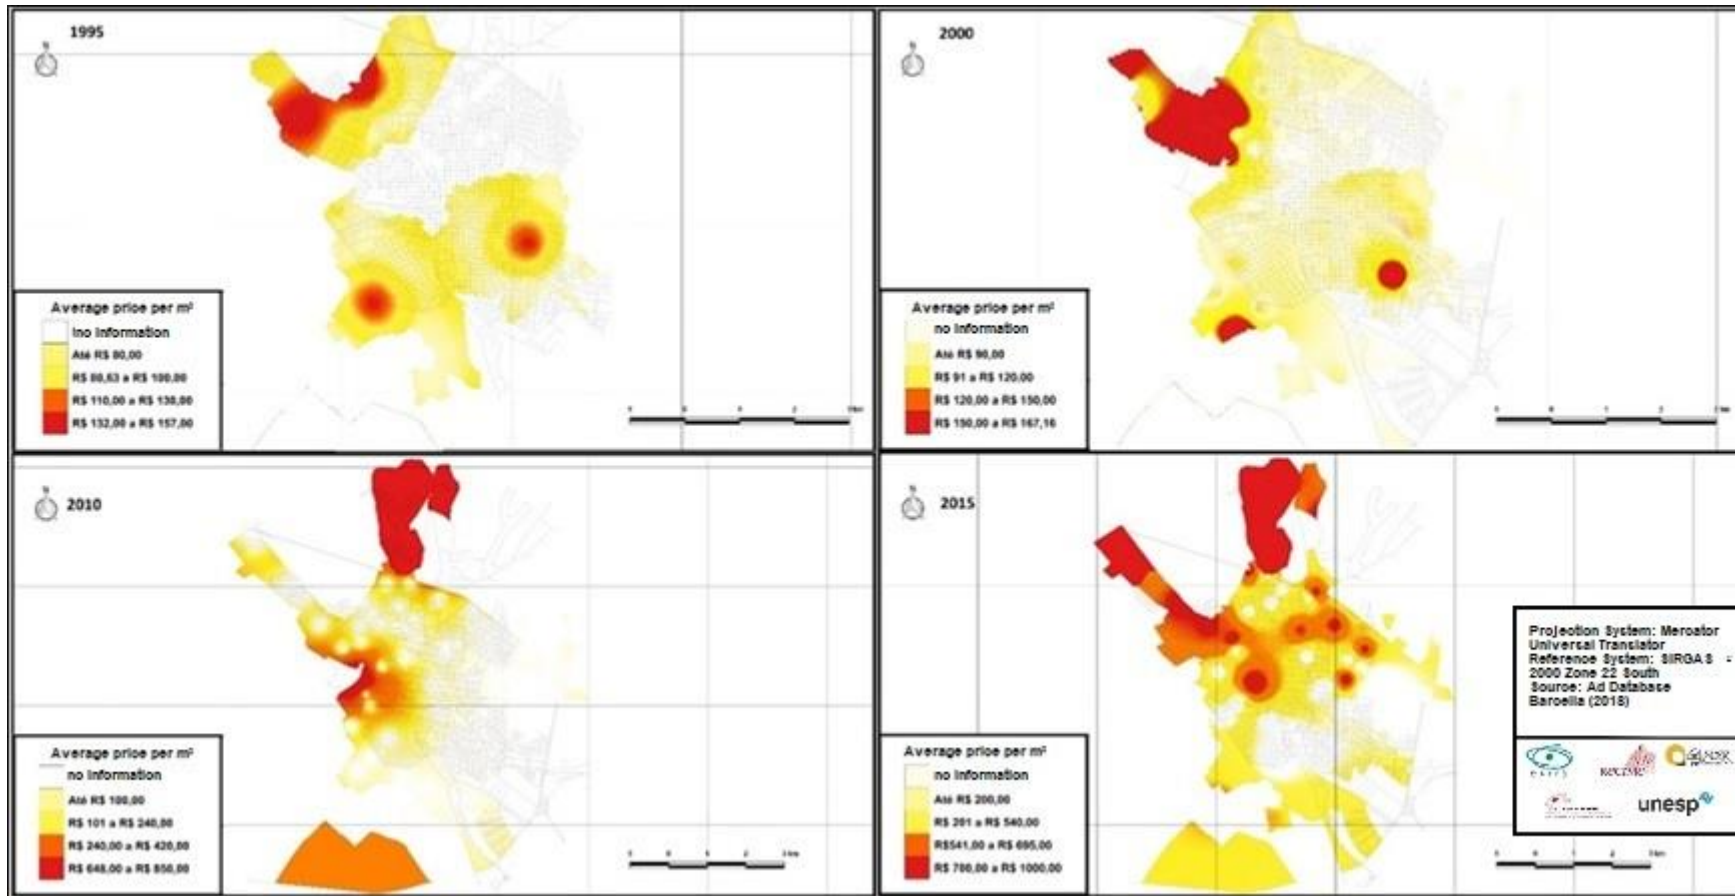 1995
Average price per m²
no information
Até R$ 80,00
R$ 80,63 a R$ 100,00
R$ 110,00 a R$ 130,00
R$ 132,00 a R$ 157,00
2000
Average price per m²
no information
Até R$ 90,00
R$ 91 a R$ 120,00
R$ 120,00 a R$ 150,00
R$ 150,00 a R$ 167,16
2010
Average price per m²
no information
Até R$ 100,00
R$ 101 a R$ 240,00
R$ 240,00 a R$ 420,00
R$ 648,00 a R$ 850,00
2015
Average price per m²
no information
Até R$ 200,00
R$ 201 a R$ 540,00
R$541,00 a R$ 695,00
R$ 700,00 a R$ 1000,00
Projection System: Mercator
Universal Translator
Reference System: SIRGAS
2000 Zone 22 South
Source: Ad Database
Barcella (2018)
unesp